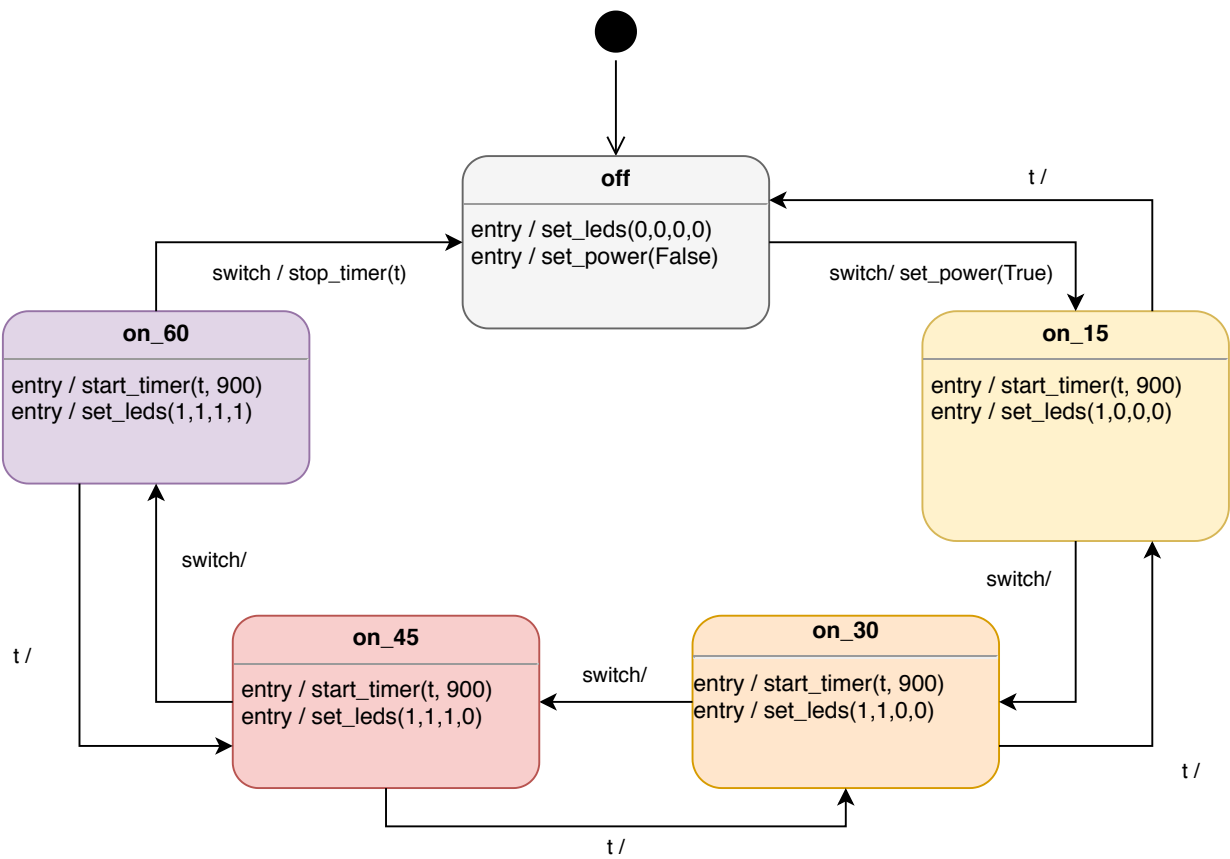 off
entry / set_leds(0,0,0,0)
entry / set_power(False)
t /
switch / stop_timer(t)
switch/ set_power(True)
on_60
entry / start_timer(t, 900)
entry / set_leds(1,1,1,1)
on_15
entry / start_timer(t, 900)
entry / set_leds(1,0,0,0)
switch/
switch/
on_45
entry / start_timer(t, 900)
entry / set_leds(1,1,1,0)
switch/
on_30
entry / start_timer(t, 900)
entry / set_leds(1,1,0,0)
t /
t /
t /